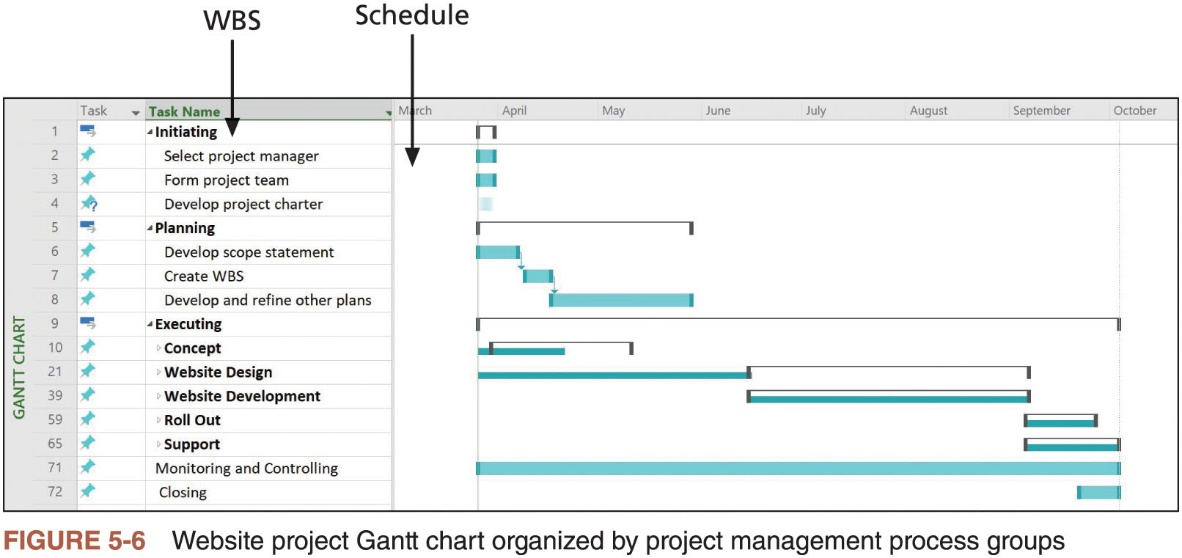 WBS
Schedule
Task Task Name March April May June July August September October
1 Initiating
2 Select project manager
3 Form project team
4 Develop project charter
5 Planning
6 Develop scope statement
7 Create WBS
8 Develop and refine other plans
9 Executing
10 Concept
21 Website Design
39 Website Development
59 Roll Out
65 Support
71 Monitoring and Controlling
72 Closing
GANTT CHART
FIGURE 5-6 Website project Gantt chart organized by project management process groups